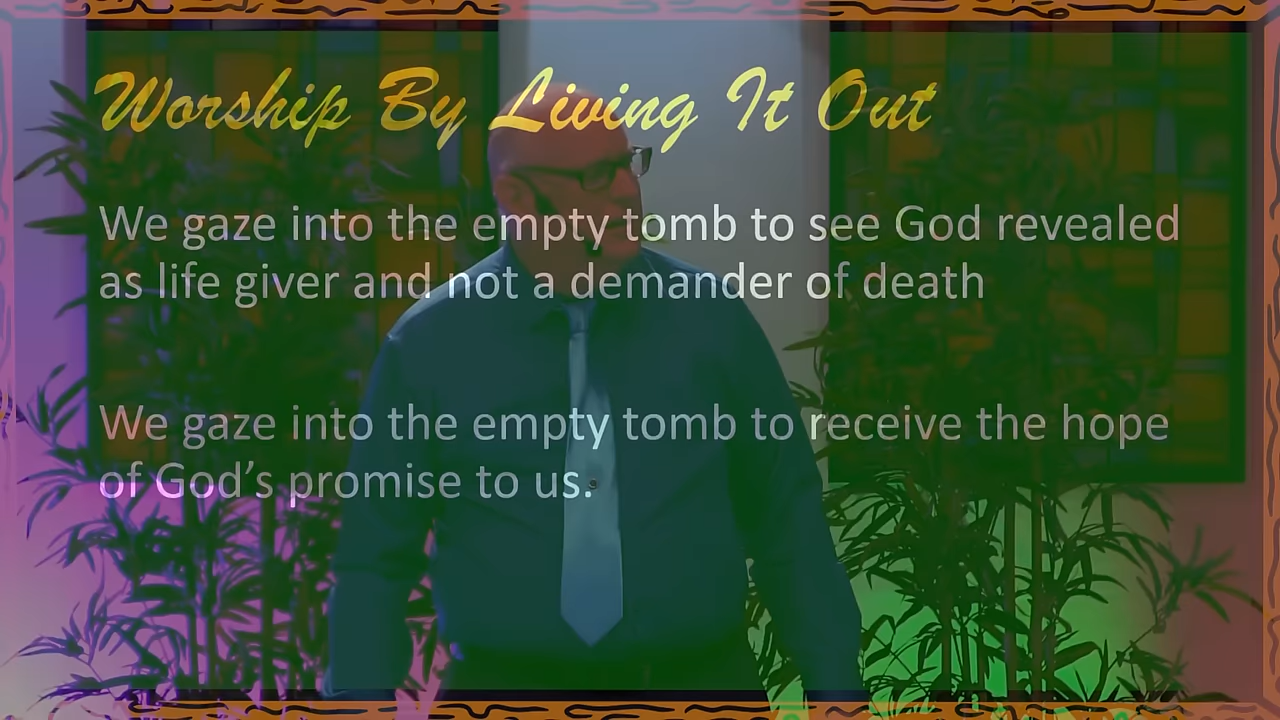 Worship By Living It Out
We gaze into the empty tomb to see God revealed
as life giver and not a demander of death
We gaze into the empty tomb to receive the hope
of God’s promise to us.